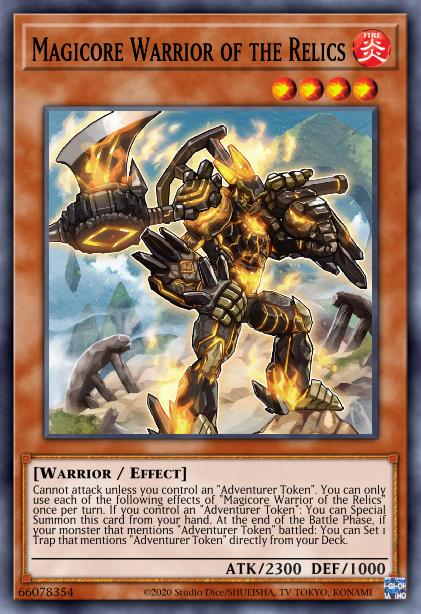 Magicore Warrior of the Relics
FIRE
炎
[Warrior / Effect]
Cannot attack unless you control an "Adventurer Token". You can only
use each of the following effects of "Magicore Warrior of the Relics"
once per turn. If you control an "Adventurer Token": You can Special
Summon this card from your hand. At the end of the Battle Phase, if
your monster that mentions "Adventurer Token" battled: You can Set 1
Trap that mentions "Adventurer Token" directly from your Deck.
ATK/2300 DEF/1000
66078354
©2020 Studio Dice/SHUEISHA, TV TOKYO, KONAMI